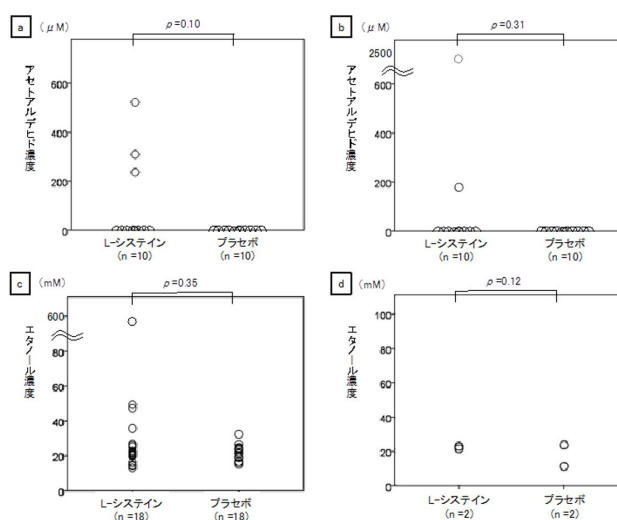 a
(μM)
p=0.10
アセトアルデヒド濃度
600
400
200
0
L-システイン
プラセボ
(n =10)
(n =10)
b
(μM)
p=0.31
アセトアルデヒド濃度
2500
600
400
200
0
L-システイン
プラセボ
(n =10)
(n =10)
c
(mM)
p=0.35
エタノール濃度
600
80
60
40
20
0
L-システイン
プラセボ
(n =18)
(n =18)
d
(mM)
p=0.12
エタノール濃度
100
80
60
40
20
0
L-システイン
プラセボ
(n =2)
(n =2)